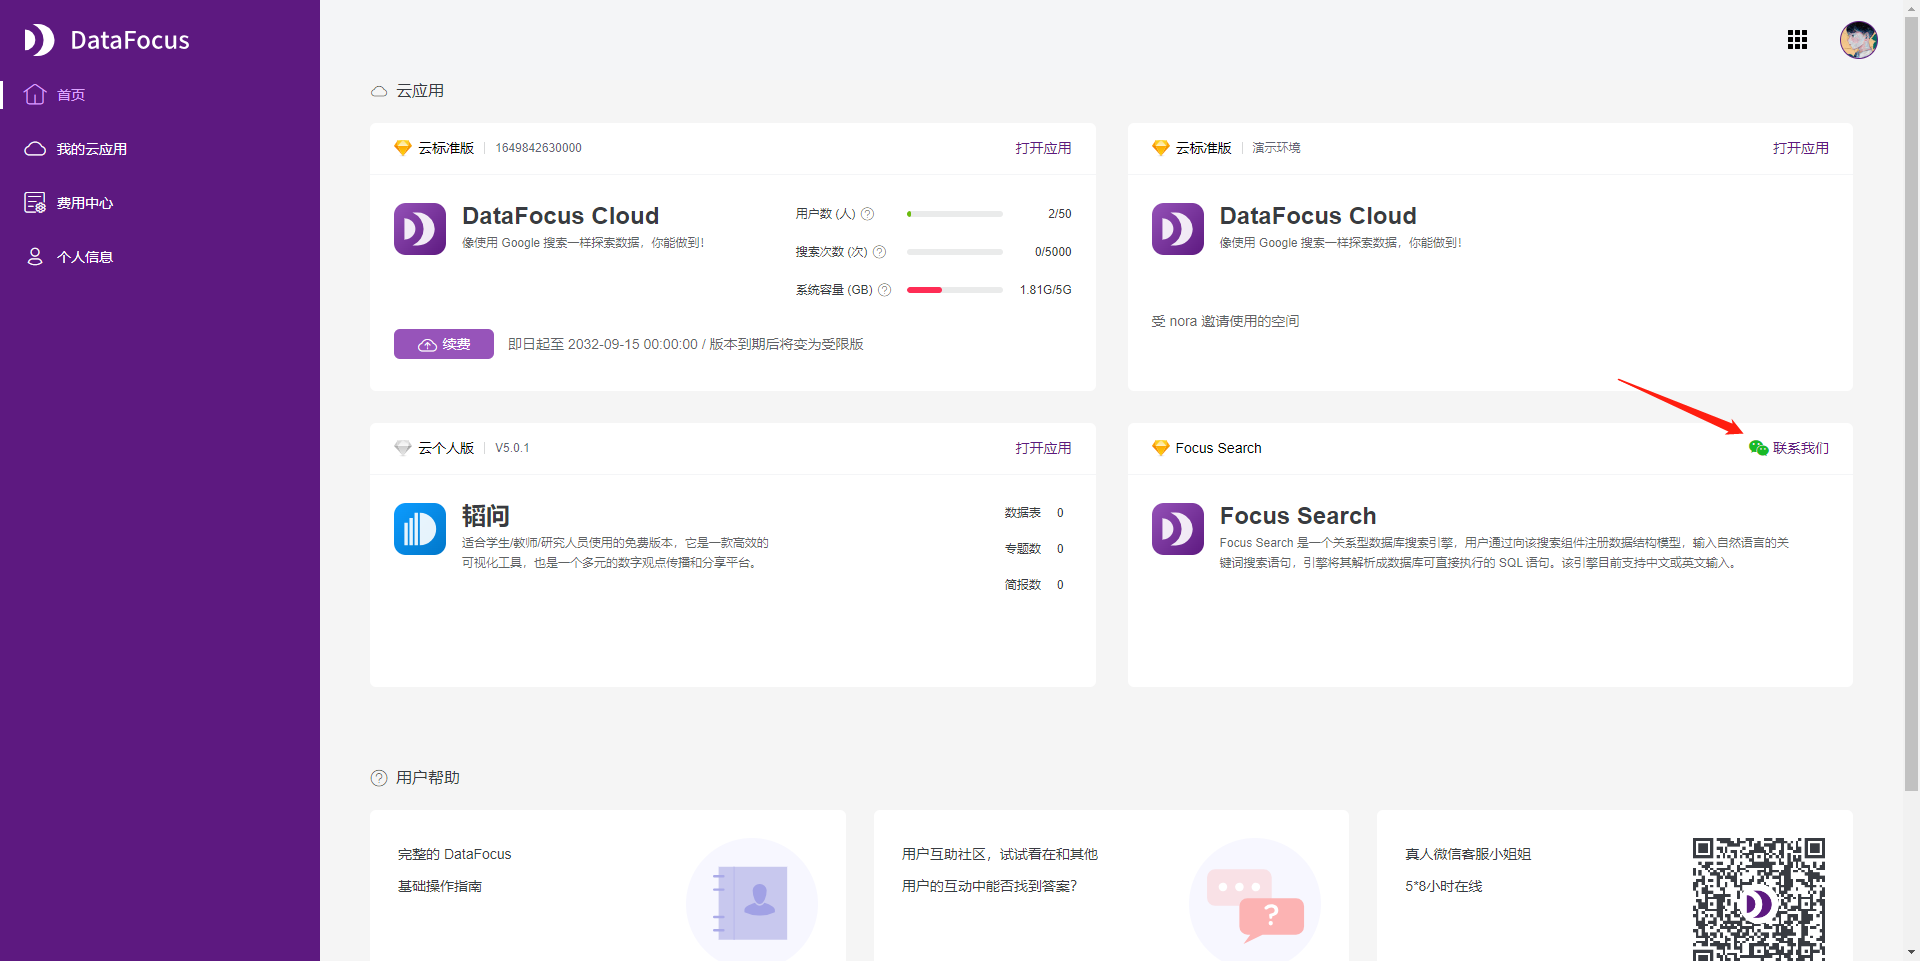 DataFocus
首页
我的云应用
费用中心
个人信息
云应用
云标准版 1649842630000 打开应用
DataFocus Cloud
像使用 Google 搜索一样探索数据，你能做到！
用户数 (人) ? 2/50
搜索次数 (次) ? 0/5000
系统容量 (GB) ? 1.81G/5G
续费 即日起至 2032-09-15 00:00:00 / 版本到期后将变为受限版
云标准版 演示环境 打开应用
DataFocus Cloud
像使用 Google 搜索一样探索数据，你能做到！
受 nora 邀请使用的空间
云个人版 V5.0.1 打开应用
韬问
适合学生/教师/研究人员使用的免费版本，它是一款高效的
可视化工具，也是一个多元的数字观点传播和分享平台。
数据表 0
专题数 0
简报数 0
Focus Search 联系我们
Focus Search
Focus Search 是一个关系型数据库搜索引擎，用户通过向该搜索组件注册数据结构模型，输入自然语言的关
键词搜索语句，引擎将其解析成数据库可直接执行的 SQL 语句。该引擎目前支持中文或英文输入。
? 用户帮助
完整的 DataFocus
基础操作指南
用户互助社区，试试看在和其他
用户的互动中能否找到答案？
?
真人微信客服小姐姐
5*8小时在线